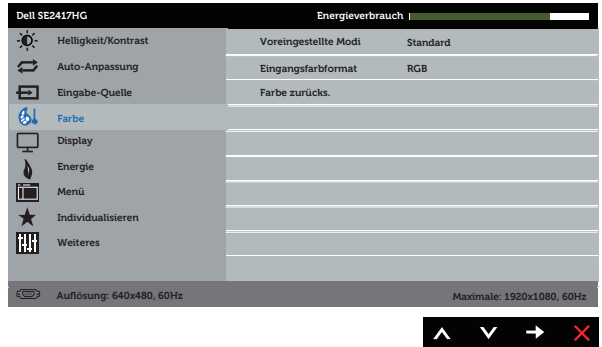 Dell SE2417HG Energieverbrauch
Helligkeit/Kontrast Voreingestellte Modi Standard
Auto-Anpassung Eingangsfarbformat RGB
Eingabe-Quelle Farbe zurücks.
Farbe
Display
Energie
Menü
Individualisieren
Weiteres
Auflösung: 640x480, 60Hz Maximale: 1920x1080, 60Hz